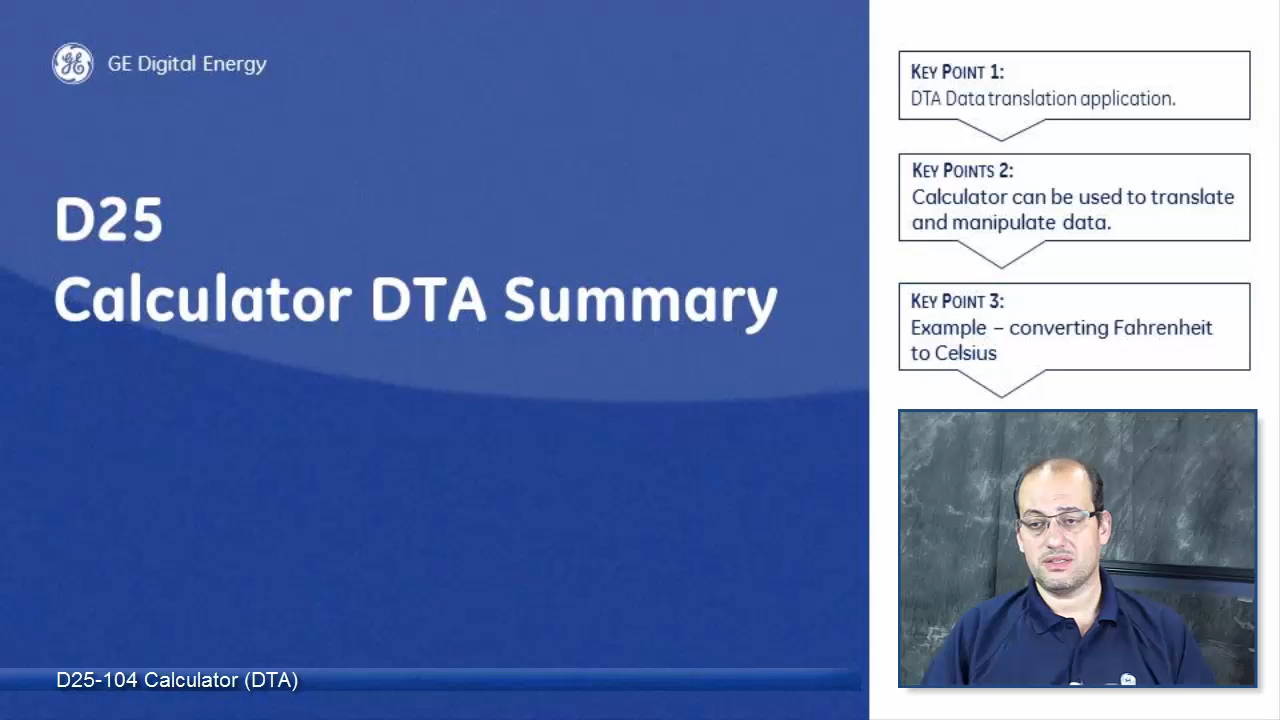 GE Digital Energy
D25
Calculator DTA Summary
KEY POINT 1:
DTA Data translation application.
KEY POINTS 2:
Calculator can be used to translate
and manipulate data.
KEY POINT 3:
Example – converting Fahrenheit
to Celsius
D25-104 Calculator (DTA)